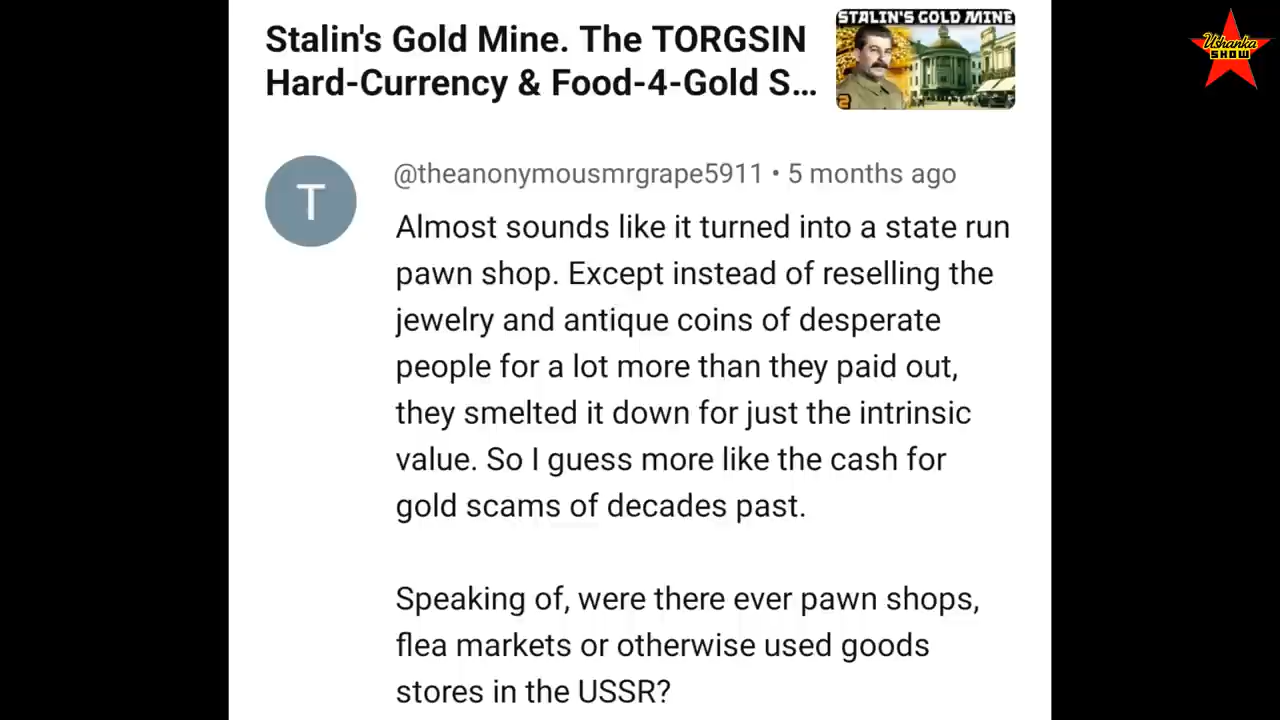 Stalin's Gold Mine. The TORGSIN
Hard-Currency & Food-4-Gold S...
STALIN'S GOLD MINE
2
Ushanka
SHOW
T
@theanonymousmrgrape5911 • 5 months ago
Almost sounds like it turned into a state run
pawn shop. Except instead of reselling the
jewelry and antique coins of desperate
people for a lot more than they paid out,
they smelted it down for just the intrinsic
value. So I guess more like the cash for
gold scams of decades past.
Speaking of, were there ever pawn shops,
flea markets or otherwise used goods
stores in the USSR?